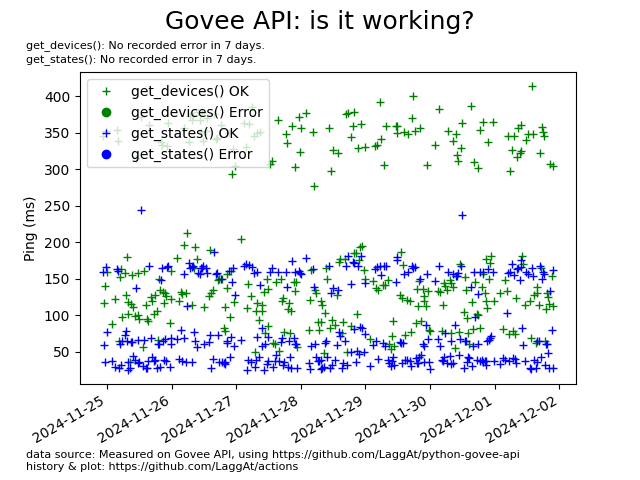 Govee API: is it working?
get_devices(): No recorded error in 7 days.
get_states(): No recorded error in 7 days.
get_devices() OK
get_devices() Error
get_states() OK
get_states() Error
Ping (ms)
400
350
300
250
200
150
100
50
2024-11-25
2024-11-26
2024-11-27
2024-11-28
2024-11-29
2024-11-30
2024-12-01
2024-12-02
data source: Measured on Govee API, using https://github.com/LaggAt/python-govee-api
history & plot: https://github.com/LaggAt/actions